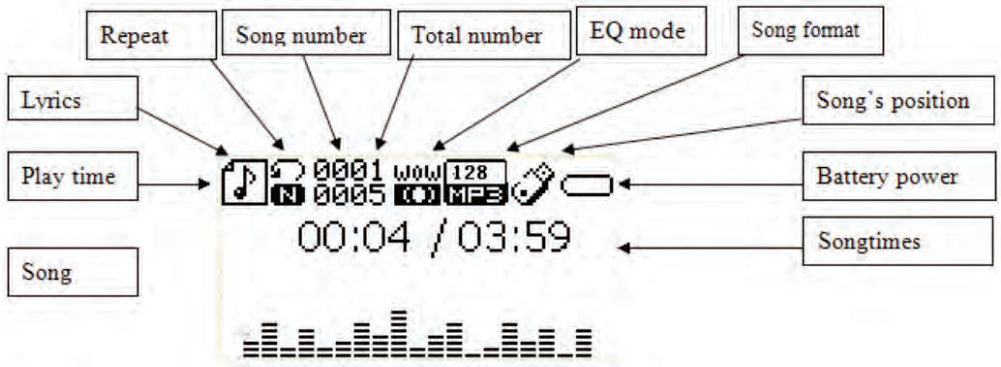 Repeat
Song number
Total number
EQ mode
Song format
Lyrics
Song`s position
Play time
0001 WOW 128
N 0005 MP3
Battery power
00:04 / 03:59
Songtimes
Song